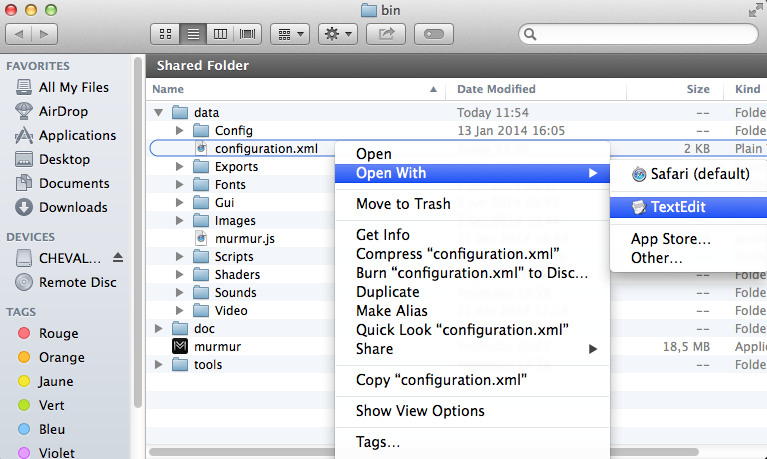 bin
FAVORITES
All My Files
AirDrop
Applications
Desktop
Documents
Downloads
DEVICES
CHEVAL...
Remote Disc
TAGS
Rouge
Orange
Jaune
Vert
Bleu
Violet
Shared Folder
Name Date Modified Size Kind
data Today 11:54 -- Folde
Config 13 Jan 2014 16:05 -- Folde
configuration.xml 2 KB Plain
Exports
Fonts
Gui
Images
murmur.js
Scripts
Shaders -- Folde
Sounds -- Folde
Video -- Folde
doc -- Folde
murmur 18,5 MB Applic
tools -- Folde
Open
Open With
Move to Trash
Get Info
Compress “configuration.xml”
Burn “configuration.xml” to Disc...
Duplicate
Make Alias
Quick Look “configuration.xml”
Share
Copy “configuration.xml”
Show View Options
Tags...
Safari (default)
TextEdit
App Store...
Other...